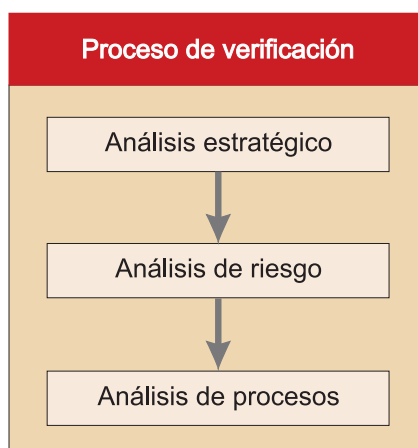 Proceso de verificación
Análisis estratégico
Análisis de riesgo
Análisis de procesos